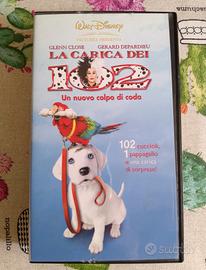 WALT DISNEY
PICTURES PRESENTA
GLENN CLOSE GERARD DEPARDIEU
LA CARICA DEI
102
Un nuovo colpo di coda
102 cuccioli,
1 pappagallo
e una carica
di sorprese!
Subito